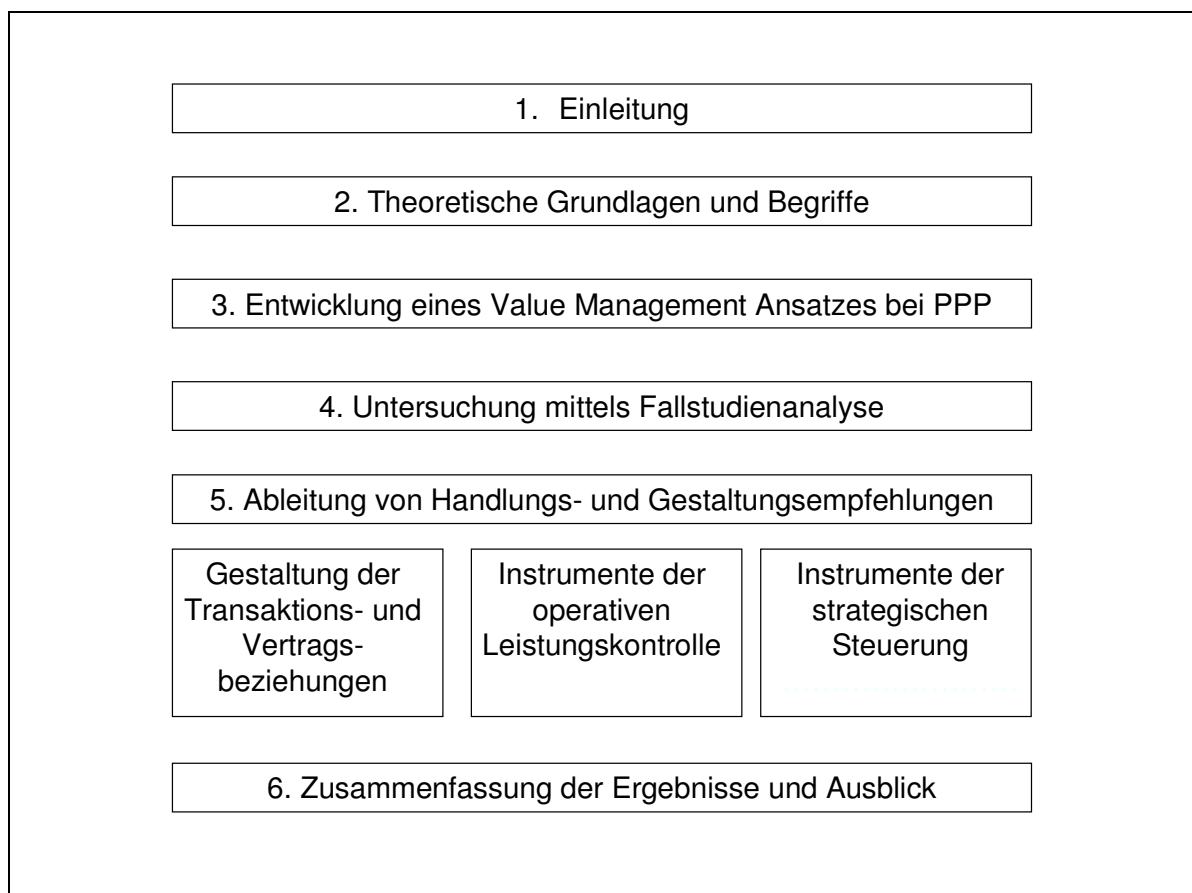 1. Einleitung
2. Theoretische Grundlagen und Begriffe
3. Entwicklung eines Value Management Ansatzes bei PPP
4. Untersuchung mittels Fallstudienanalyse
5. Ableitung von Handlungs- und Gestaltungsempfehlungen
Gestaltung der
Transaktions- und
Vertrags-
beziehungen
Instrumente der
operativen
Leistungskontrolle
Instrumente der
strategischen
Steuerung
6. Zusammenfassung der Ergebnisse und Ausblick